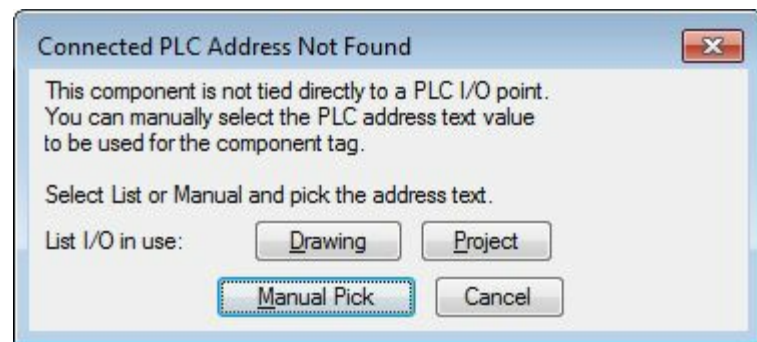 Connected PLC Address Not Found
This component is not tied directly to a PLC I/O point.
You can manually select the PLC address text value
to be used for the component tag.
Select List or Manual and pick the address text.
List I/O in use: Drawing Project
Manual Pick Cancel